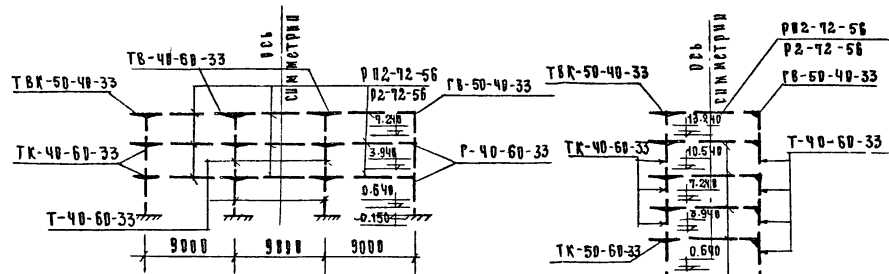 ОСЬ
СИММЕТРИИ
ТВ-40-60-33
ТВК-50-40-33
РП2-72-56
Р2-72-56
ГВ-50-40-33
7.240
ТК-40-60-33
3.940
Г-40-60-33
0.640
0.150
Т-40-60-33
9000
9000
9000
ОСЬ
СИММЕТРИИ
РП2-72-56
Р2-72-56
ТВК-50-40-33
ГВ-50-40-33
13.840
ТК-40-60-33
10.540
Т-40-60-33
7.240
3.940
ТК-50-60-33
0.640